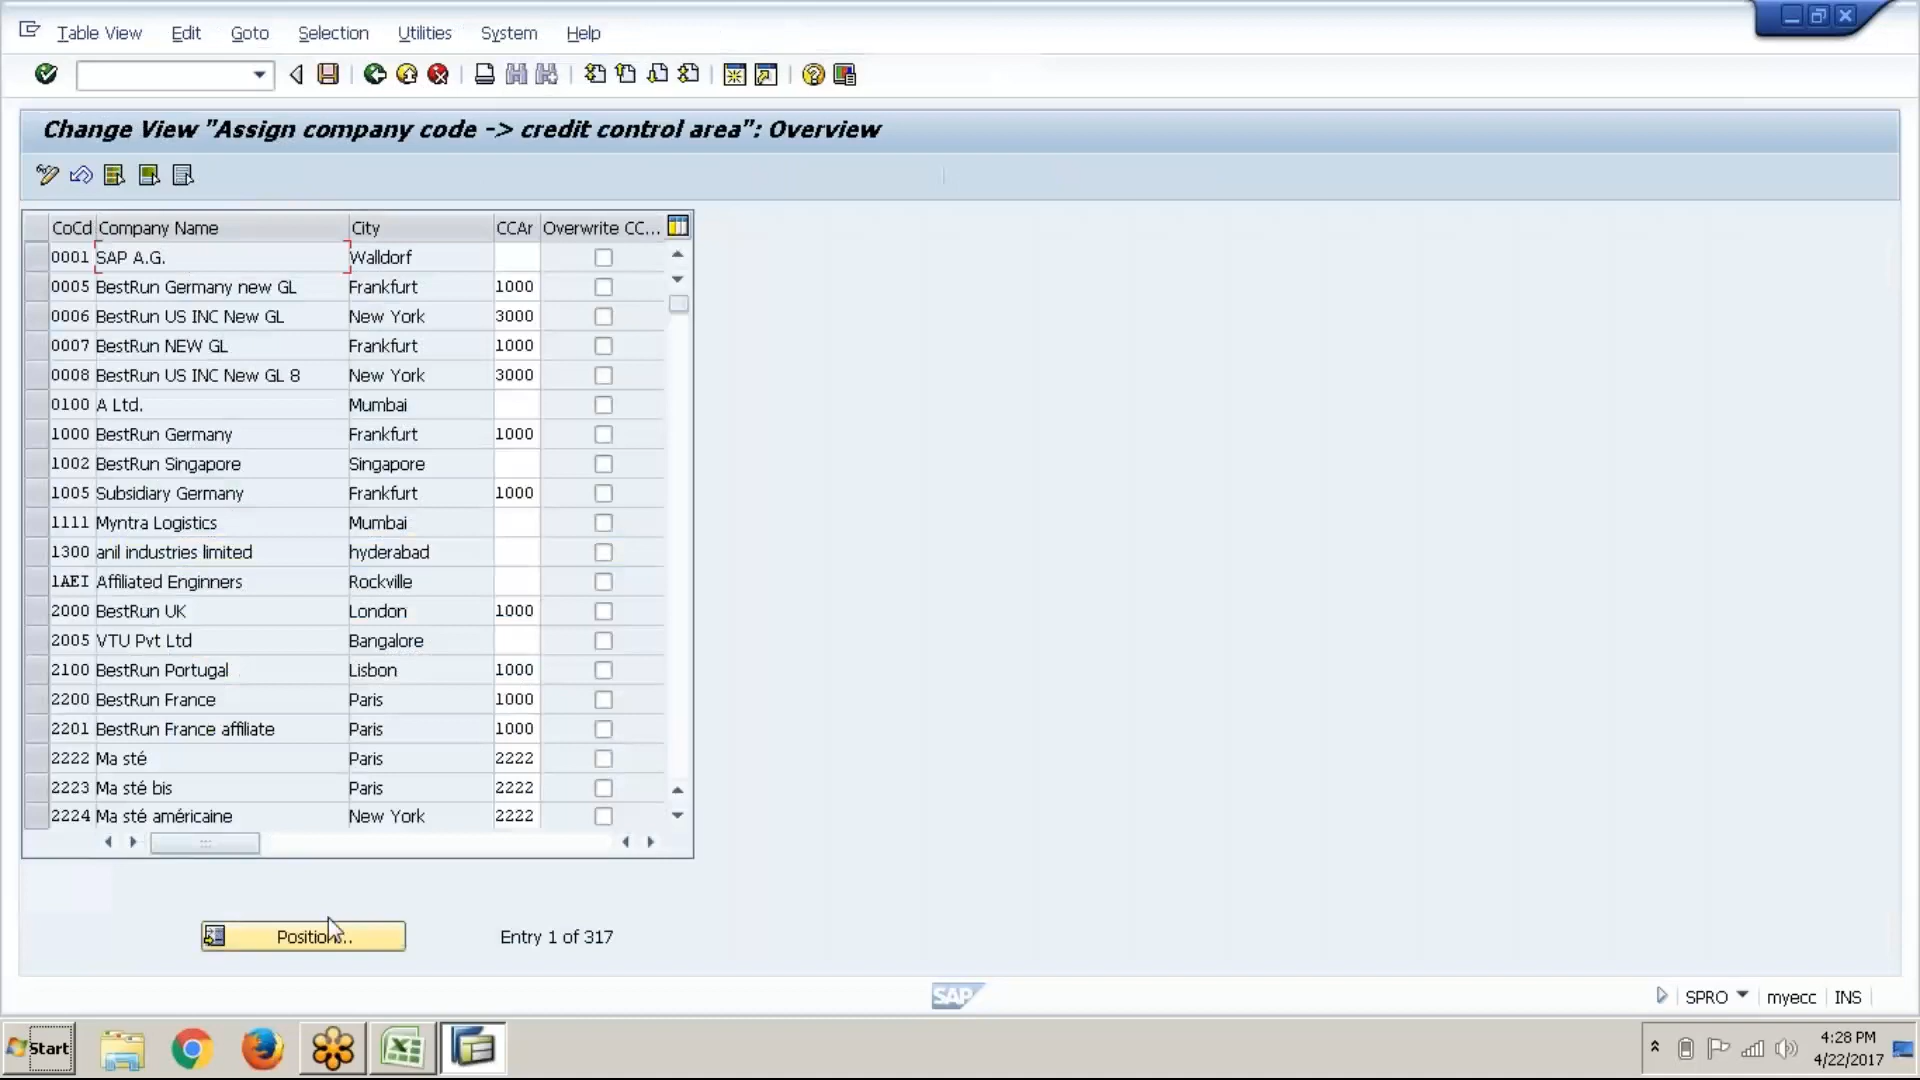 Table View Edit Goto Selection Utilities System Help
Change View "Assign company code -> credit control area": Overview
CoCd Company Name City CCAr Overwrite CC...
0001 SAP A.G. Walldorf
0005 BestRun Germany new GL Frankfurt 1000
0006 BestRun US INC New GL New York 3000
0007 BestRun NEW GL Frankfurt 1000
0008 BestRun US INC New GL 8 New York 3000
0100 A Ltd. Mumbai
1000 BestRun Germany Frankfurt 1000
1002 BestRun Singapore Singapore
1005 Subsidiary Germany Frankfurt 1000
1111 Myntra Logistics Mumbai
1300 anil industries limited hyderabad
1AEI Affiliated Enginners Rockville
2000 BestRun UK London 1000
2005 VTU Pvt Ltd Bangalore
2100 BestRun Portugal Lisbon 1000
2200 BestRun France Paris 1000
2201 BestRun France affiliate Paris 1000
2222 Ma sté Paris 2222
2223 Ma sté bis Paris 2222
2224 Ma sté américaine New York 2222
Position... Entry 1 of 317
SAP
SPRO myecc INS
Start
4:28 PM
4/22/2017